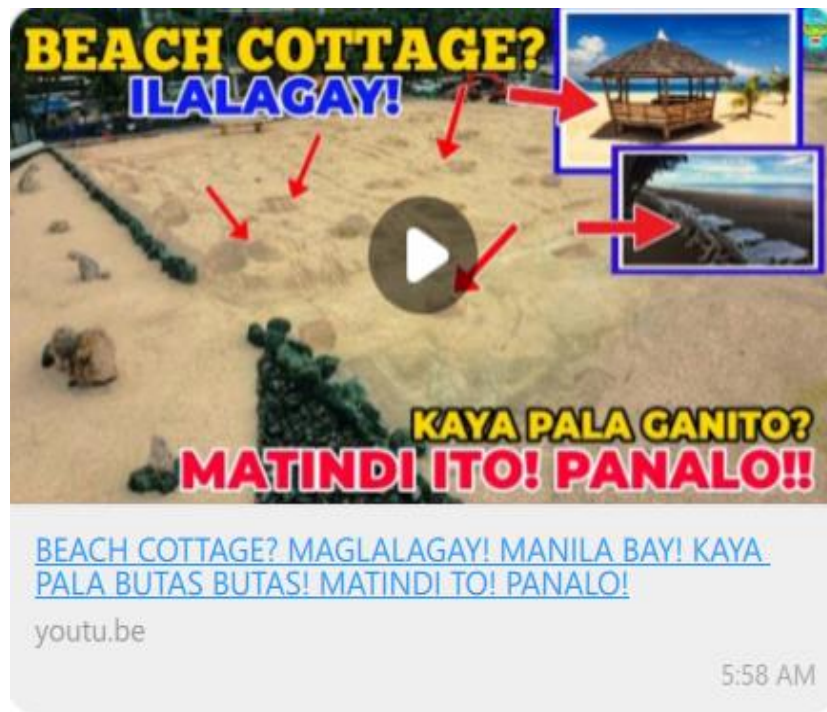 BEACH COTTAGE?
ILALAGAY!
KAYA PALA GANITO?
MATINDI ITO! PANALO!!
BEACH COTTAGE? MAGLALAGAY! MANILA BAY! KAYA
PALA BUTAS BUTAS! MATINDI TO! PANALO!
youtu.be
5:58 AM